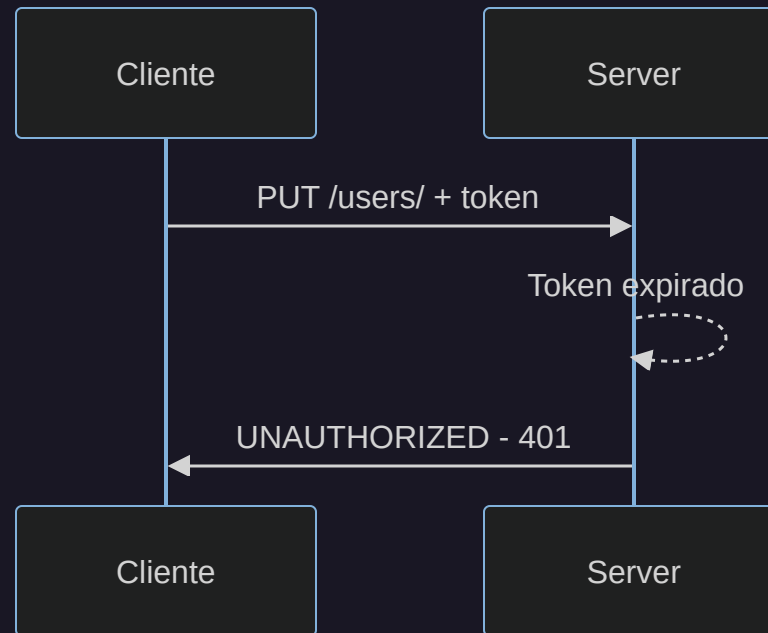 Cliente
Server
PUT /users/ + token
Token expirado
UNAUTHORIZED - 401
Cliente
Server